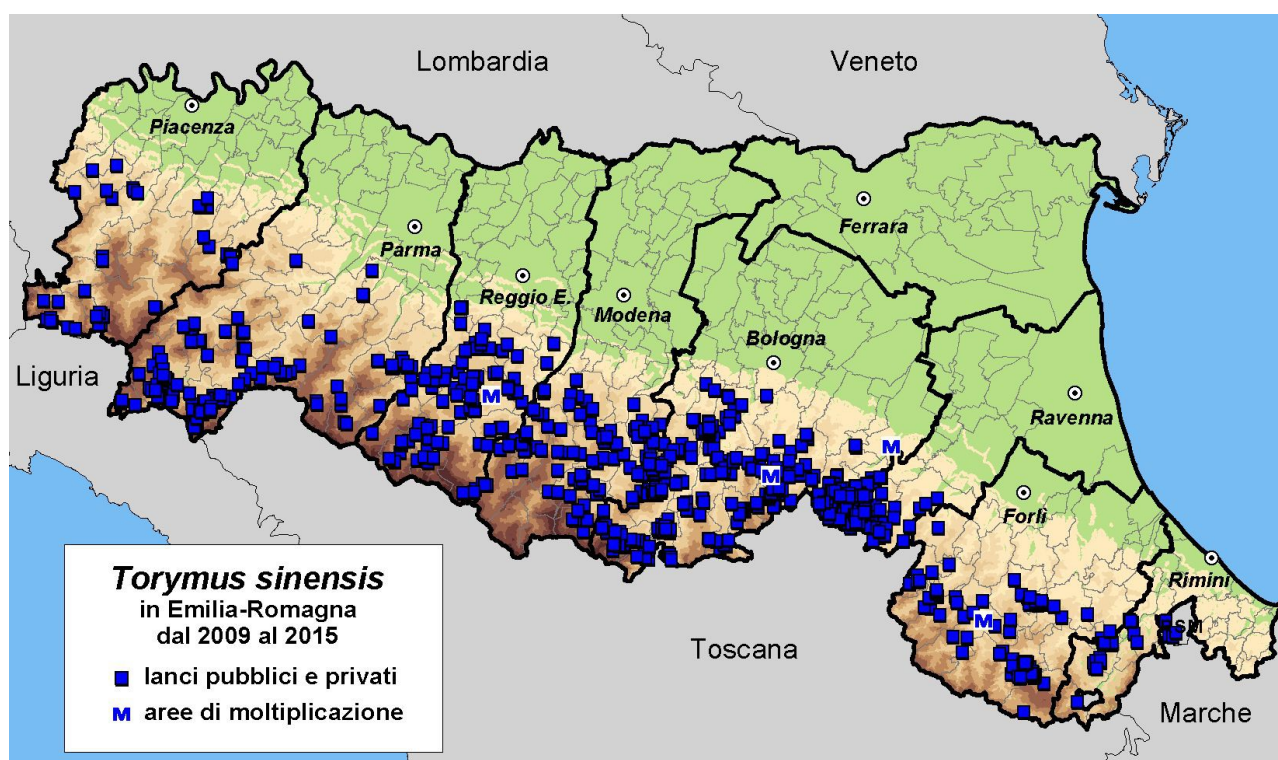 Lombardia
Veneto
Piacenza
Parma
Ferrara
Reggio E.
Modena
Bologna
Liguria
Ravenna
M
M
M
Forlì
Rimini
M
Toscana
Marche
Torymus sinensis
in Emilia-Romagna
dal 2009 al 2015
lanci pubblici e privati
M aree di moltiplicazione